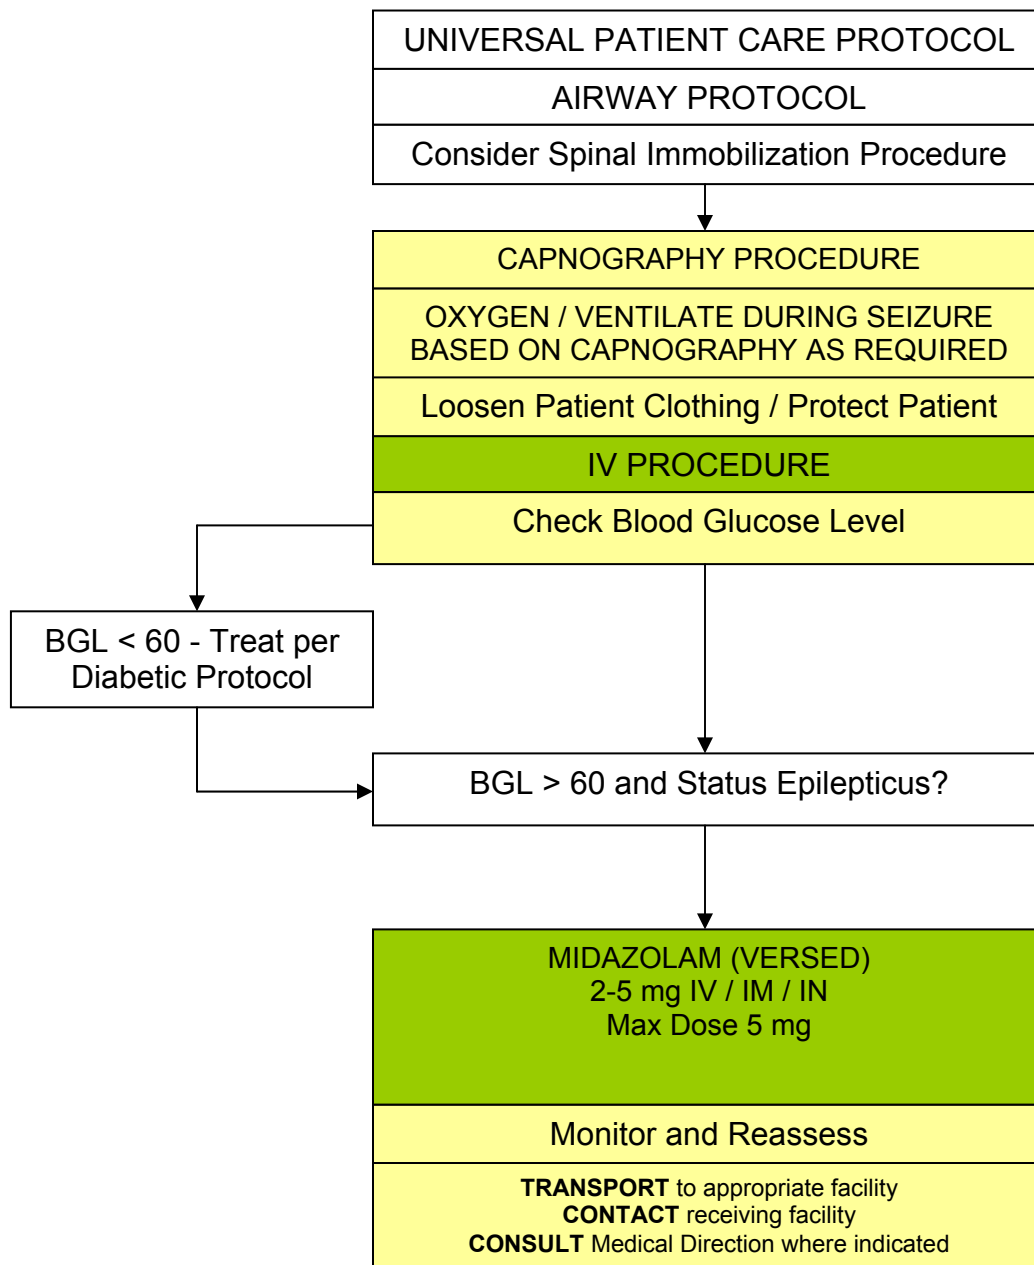 UNIVERSAL PATIENT CARE PROTOCOL
AIRWAY PROTOCOL
Consider Spinal Immobilization Procedure
CAPNOGRAPHY PROCEDURE
OXYGEN / VENTILATE DURING SEIZURE
BASED ON CAPNOGRAPHY AS REQUIRED
Loosen Patient Clothing / Protect Patient
IV PROCEDURE
Check Blood Glucose Level
BGL < 60 - Treat per
Diabetic Protocol
BGL > 60 and Status Epilepticus?
MIDAZOLAM (VERSED)
2-5 mg IV / IM / IN
Max Dose 5 mg
Monitor and Reassess
TRANSPORT to appropriate facility
CONTACT receiving facility
CONSULT Medical Direction where indicated